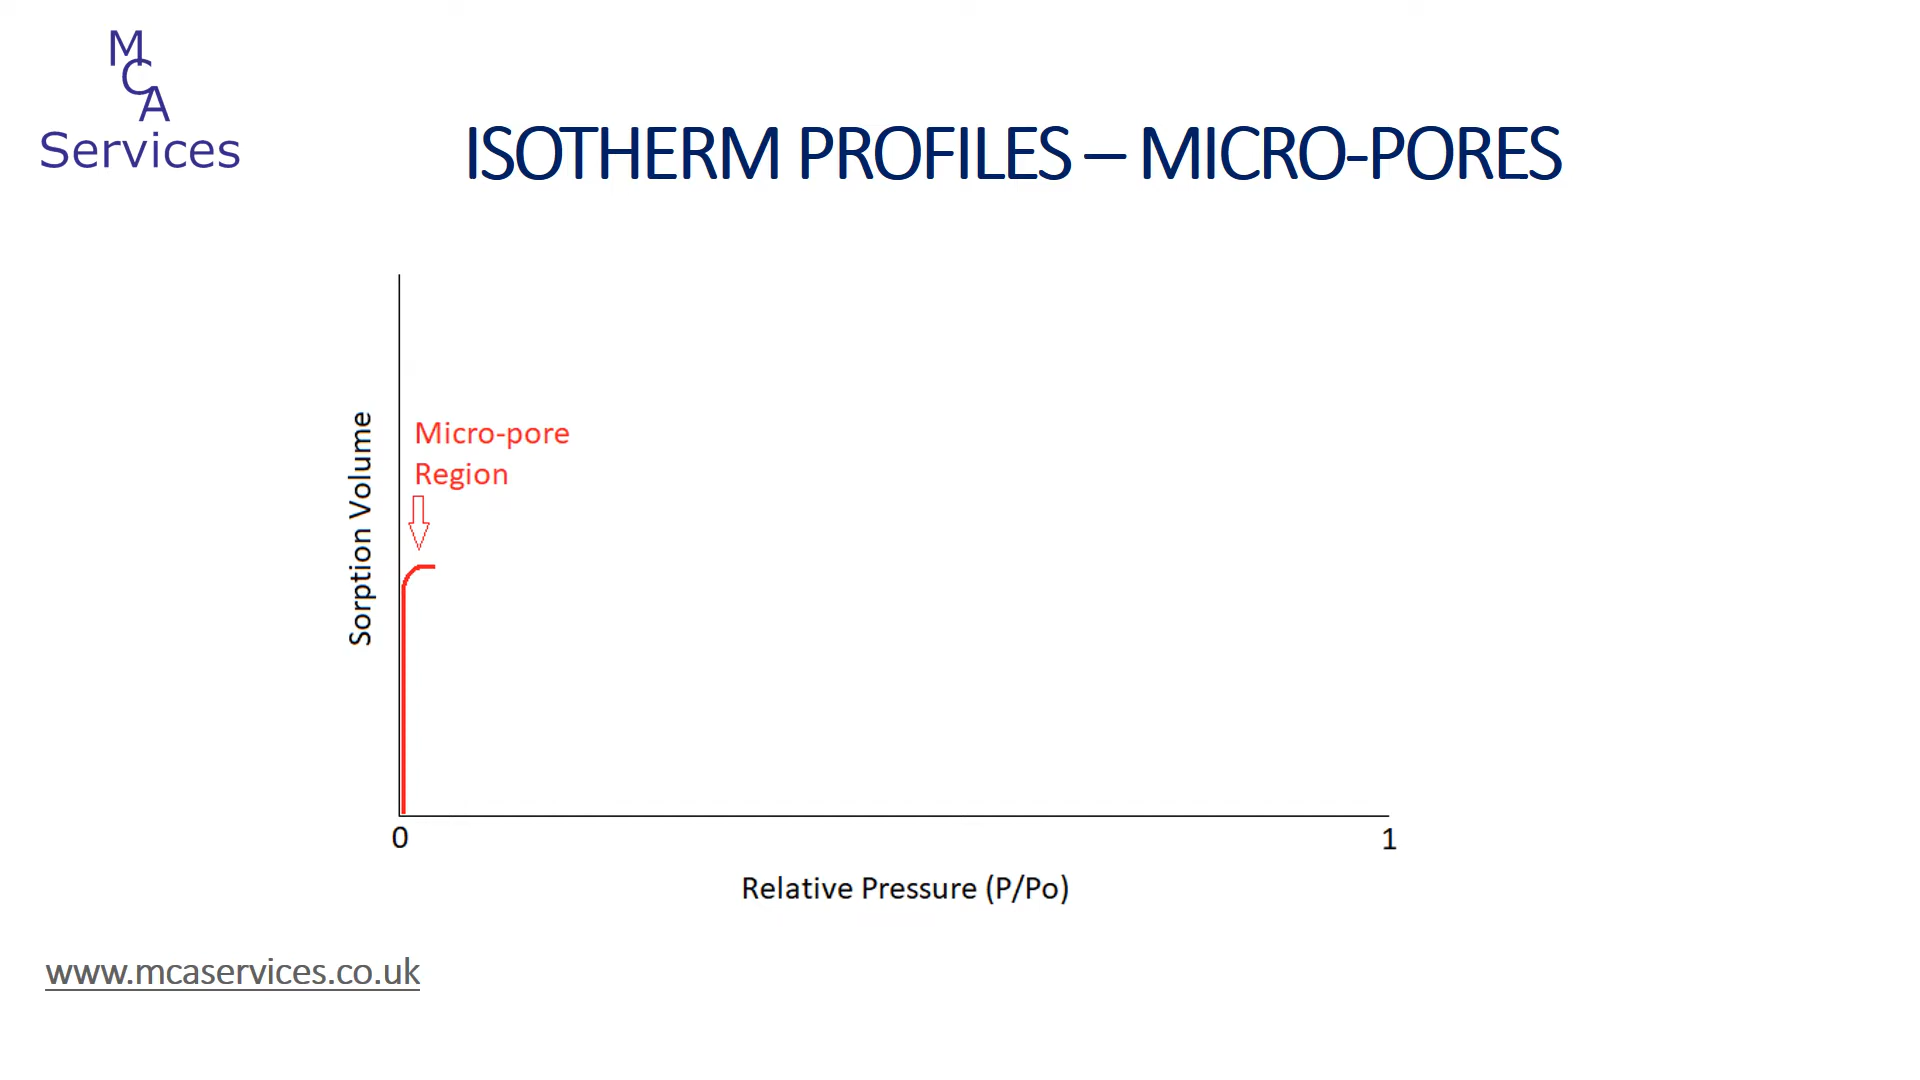 M
C
A
Services
ISOTHERM PROFILES – MICRO-PORES
Micro-pore
Region
Sorption Volume
0
1
Relative Pressure (P/Po)
www.mcaservices.co.uk